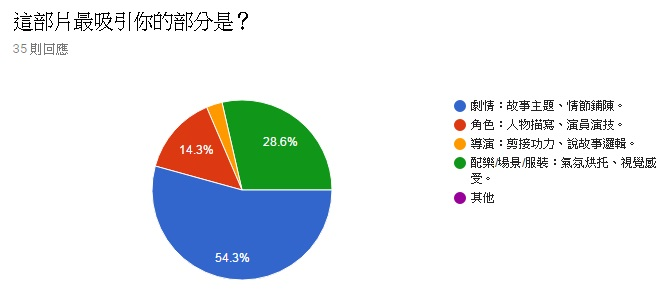 這部片最吸引你的部分是？
35 則回應
劇情：故事主題、情節鋪陳。
角色：人物描寫、演員演技。
導演：剪接功力、說故事邏輯。
配樂/場景/服裝：氣氛烘托、視覺感
受。
其他
14.3%
28.6%
54.3%